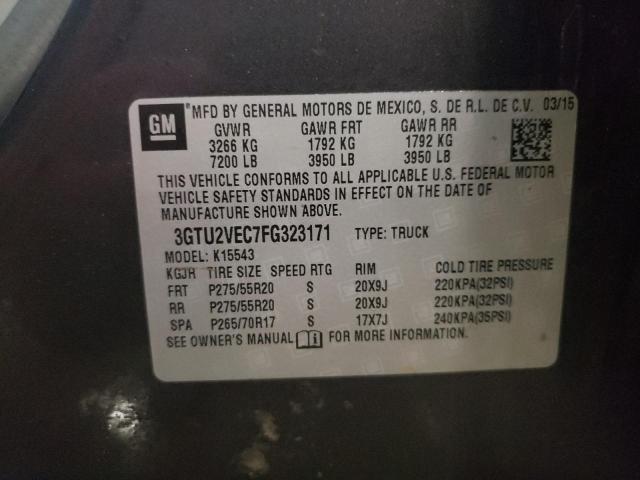 GM
MFD BY GENERAL MOTORS DE MEXICO, S. DE R.L. DE C.V. 03/15
GVWR GAWR FRT GAWR RR
3266 KG 1792 KG 1792 KG
7200 LB 3950 LB 3950 LB
THIS VEHICLE CONFORMS TO ALL APPLICABLE U.S. FEDERAL MOTOR
VEHICLE SAFETY STANDARDS IN EFFECT ON THE DATE OF
MANUFACTURE SHOWN ABOVE.
3GTU2VEC7FG323171 TYPE: TRUCK
MODEL: K15543
KGJR TIRE SIZE SPEED RTG RIM COLD TIRE PRESSURE
FRT P275/55R20 S 20X9J 220KPA(32PSI)
RR P275/55R20 S 20X9J 220KPA(32PSI)
SPA P265/70R17 S 17X7J 240KPA(35PSI)
SEE OWNER'S MANUAL FOR MORE INFORMATION.